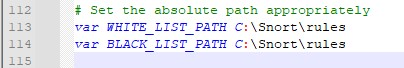 112 # Set the absolute path appropriately
113 var WHITE_LIST_PATH C:\Snort\rules
114 var BLACK_LIST_PATH C:\Snort\rules
115